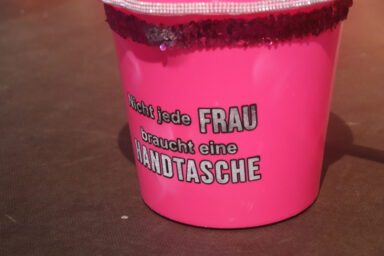 Nicht jede FRAU
braucht eine
HANDTASCHE